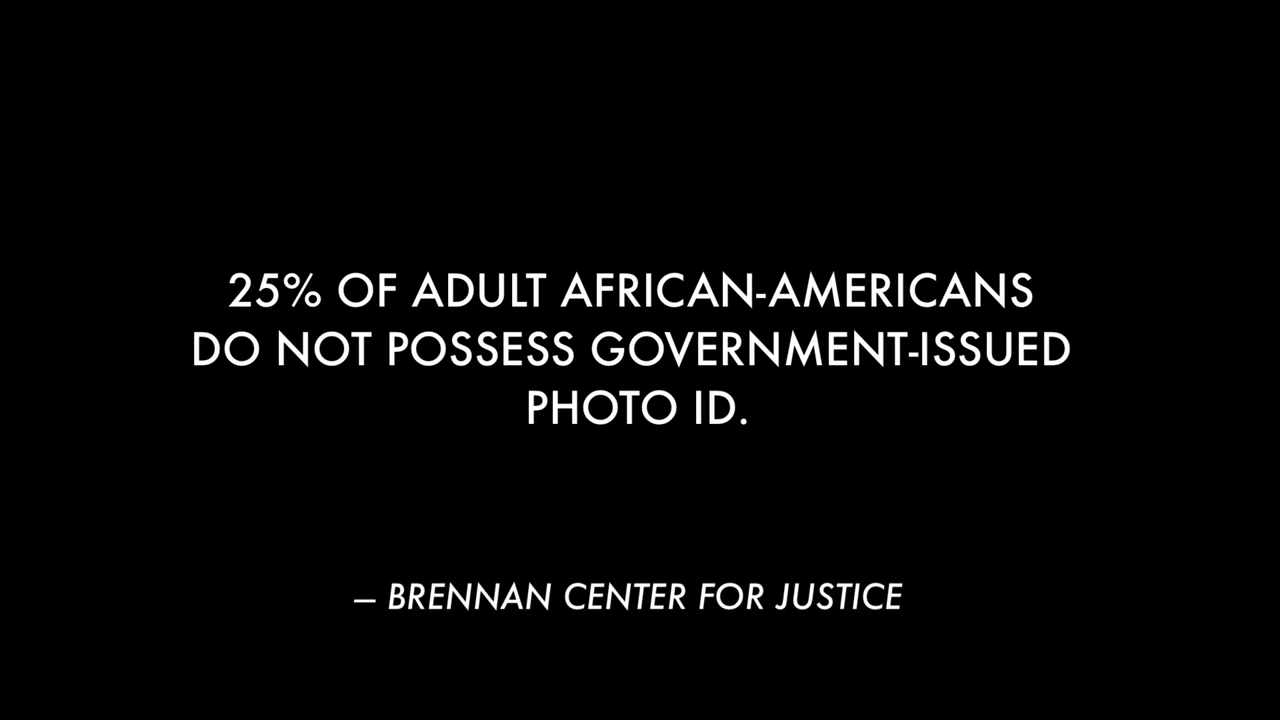 25% OF ADULT AFRICAN-AMERICANS
DO NOT POSSESS GOVERNMENT-ISSUED
PHOTO ID.
– BRENNAN CENTER FOR JUSTICE